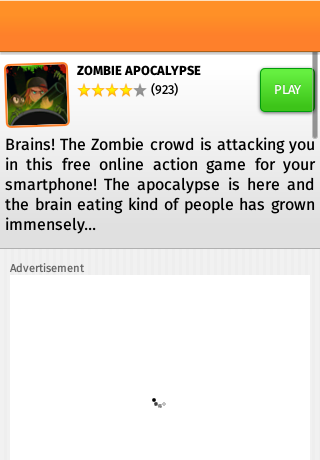 ZOMBIE APOCALYPSE
(923)
PLAY
Brains! The Zombie crowd is attacking you
in this free online action game for your
smartphone! The apocalypse is here and
the brain eating kind of people has grown
immensely...
Advertisement